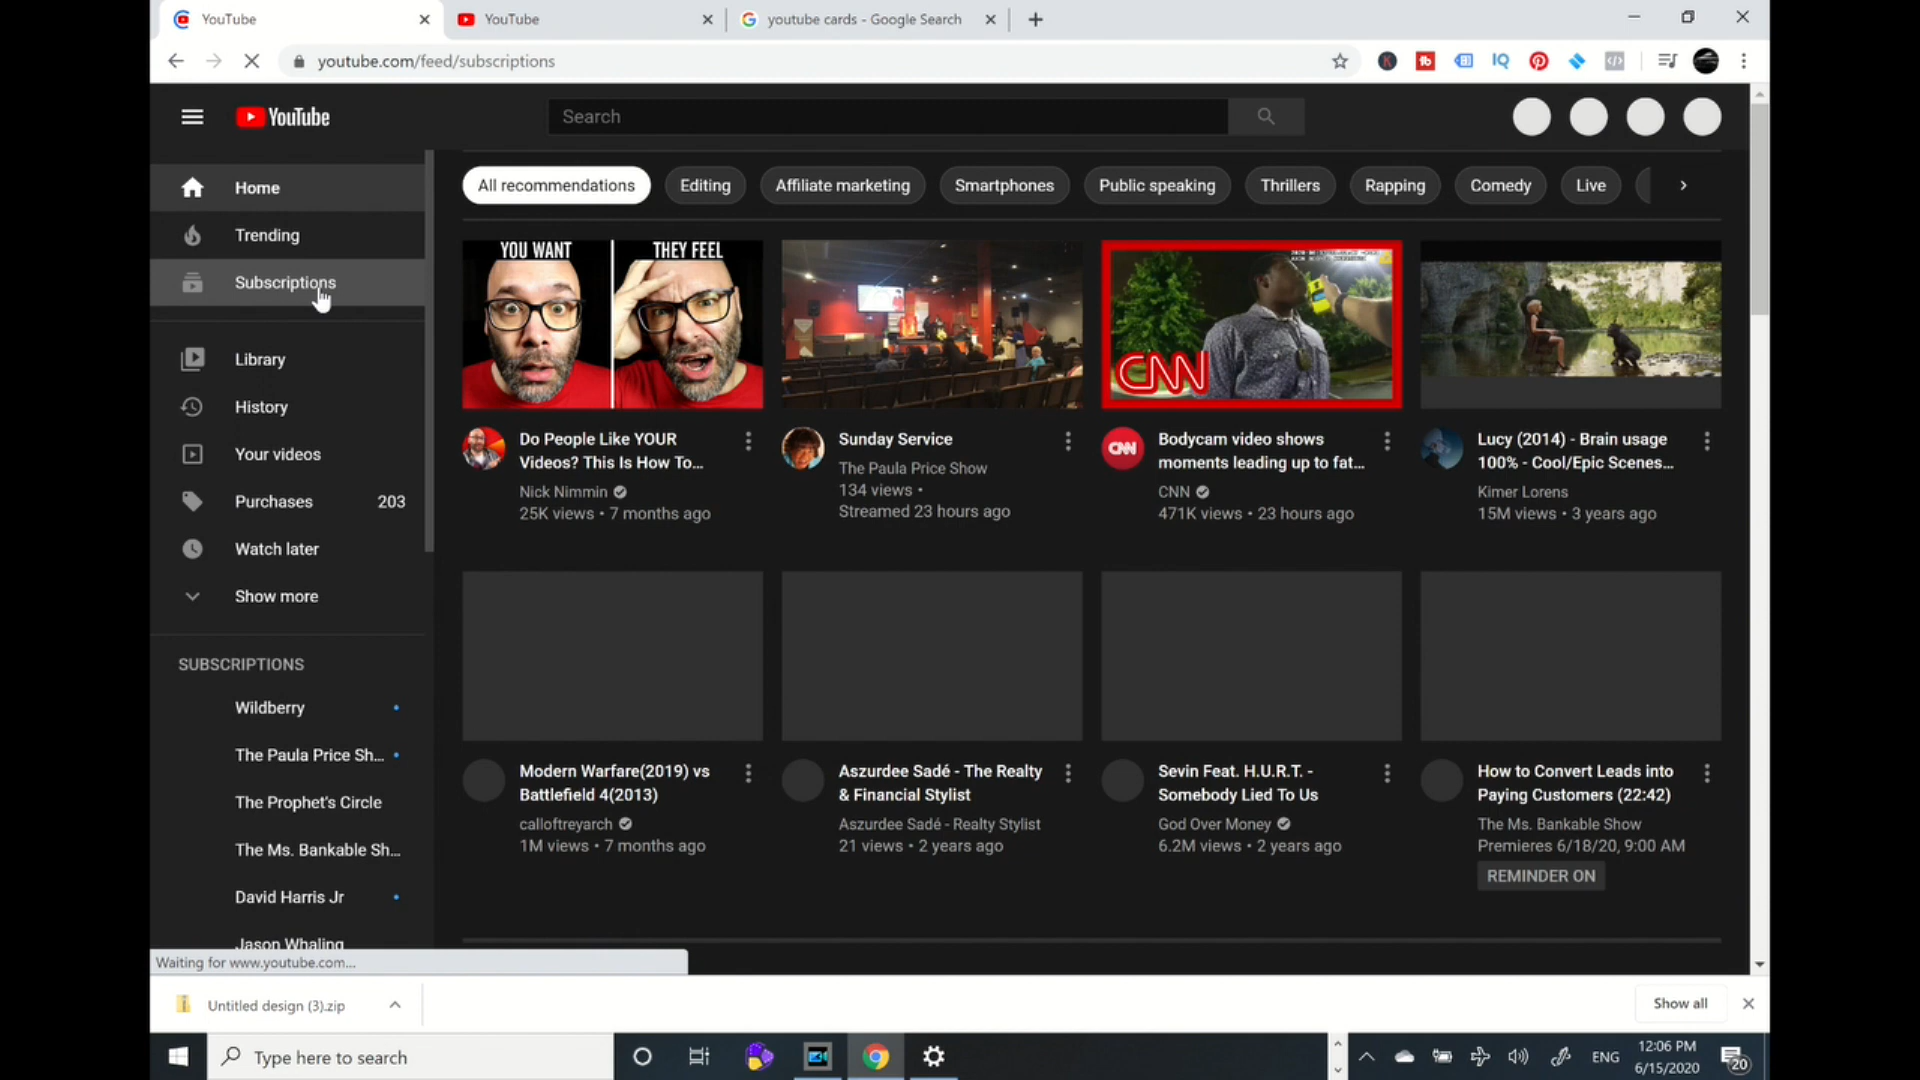 YouTube
YouTube
youtube cards - Google Search
youtube.com/feed/subscriptions
YouTube
Search
Home
Trending
Subscriptions
Library
History
Your videos
Purchases 203
Watch later
Show more
SUBSCRIPTIONS
Wildberry
The Paula Price Sh...
The Prophet's Circle
The Ms. Bankable Sh...
David Harris Jr
Jason Whaling
All recommendations
Editing
Affiliate marketing
Smartphones
Public speaking
Thrillers
Rapping
Comedy
Live
YOU WANT
THEY FEEL
CNN
Do People Like YOUR
Videos? This Is How To...
Nick Nimmin
25K views • 7 months ago
Sunday Service
The Paula Price Show
134 views •
Streamed 23 hours ago
CNN
Bodycam video shows
moments leading up to fat...
CNN
471K views • 23 hours ago
Lucy (2014) - Brain usage
100% - Cool/Epic Scenes...
Kimer Lorens
15M views • 3 years ago
Modern Warfare(2019) vs
Battlefield 4(2013)
calloftreyarch
1M views • 7 months ago
Aszurdee Sadé - The Realty
& Financial Stylist
Aszurdee Sadé - Realty Stylist
21 views • 2 years ago
Sevin Feat. H.U.R.T. -
Somebody Lied To Us
God Over Money
6.2M views • 2 years ago
How to Convert Leads into
Paying Customers (22:42)
The Ms. Bankable Show
Premieres 6/18/20, 9:00 AM
REMINDER ON
Waiting for www.youtube.com...
Untitled design (3).zip
Show all
Type here to search
ENG
12:06 PM
6/15/2020
20